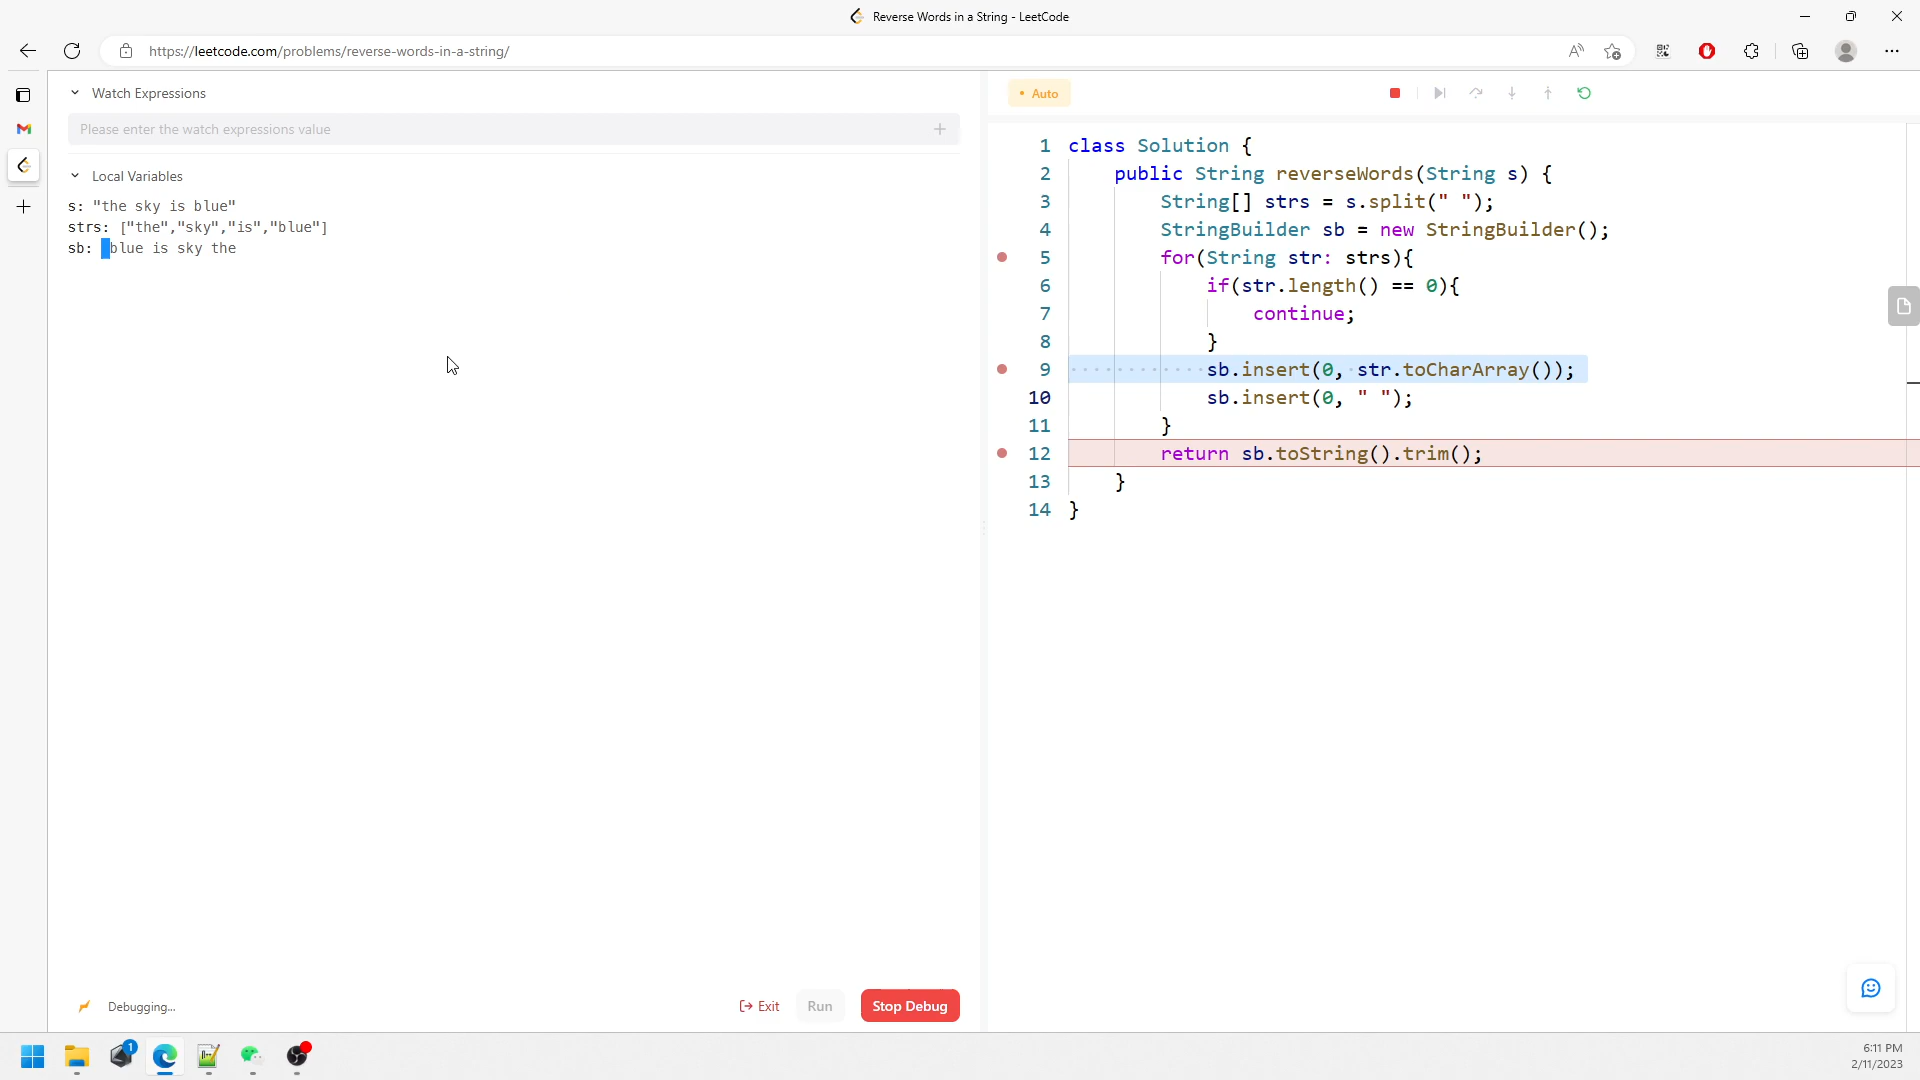 Reverse Words in a String - LeetCode
https://leetcode.com/problems/reverse-words-in-a-string/
Watch Expressions
Please enter the watch expressions value
Local Variables
s: "the sky is blue"
strs: ["the","sky","is","blue"]
sb:  blue is sky the
Debugging...
Exit
Run
Stop Debug
• Auto
1 class Solution {
2 public String reverseWords(String s) {
3 String[] strs = s.split(" ");
4 StringBuilder sb = new StringBuilder();
5 for(String str: strs){
6 if(str.length() == 0){
7 continue;
8 }
9 sb.insert(0, str.toCharArray());
10 sb.insert(0, " ");
11 }
12 return sb.toString().trim();
13 }
14 }
1
6:11 PM
2/11/2023